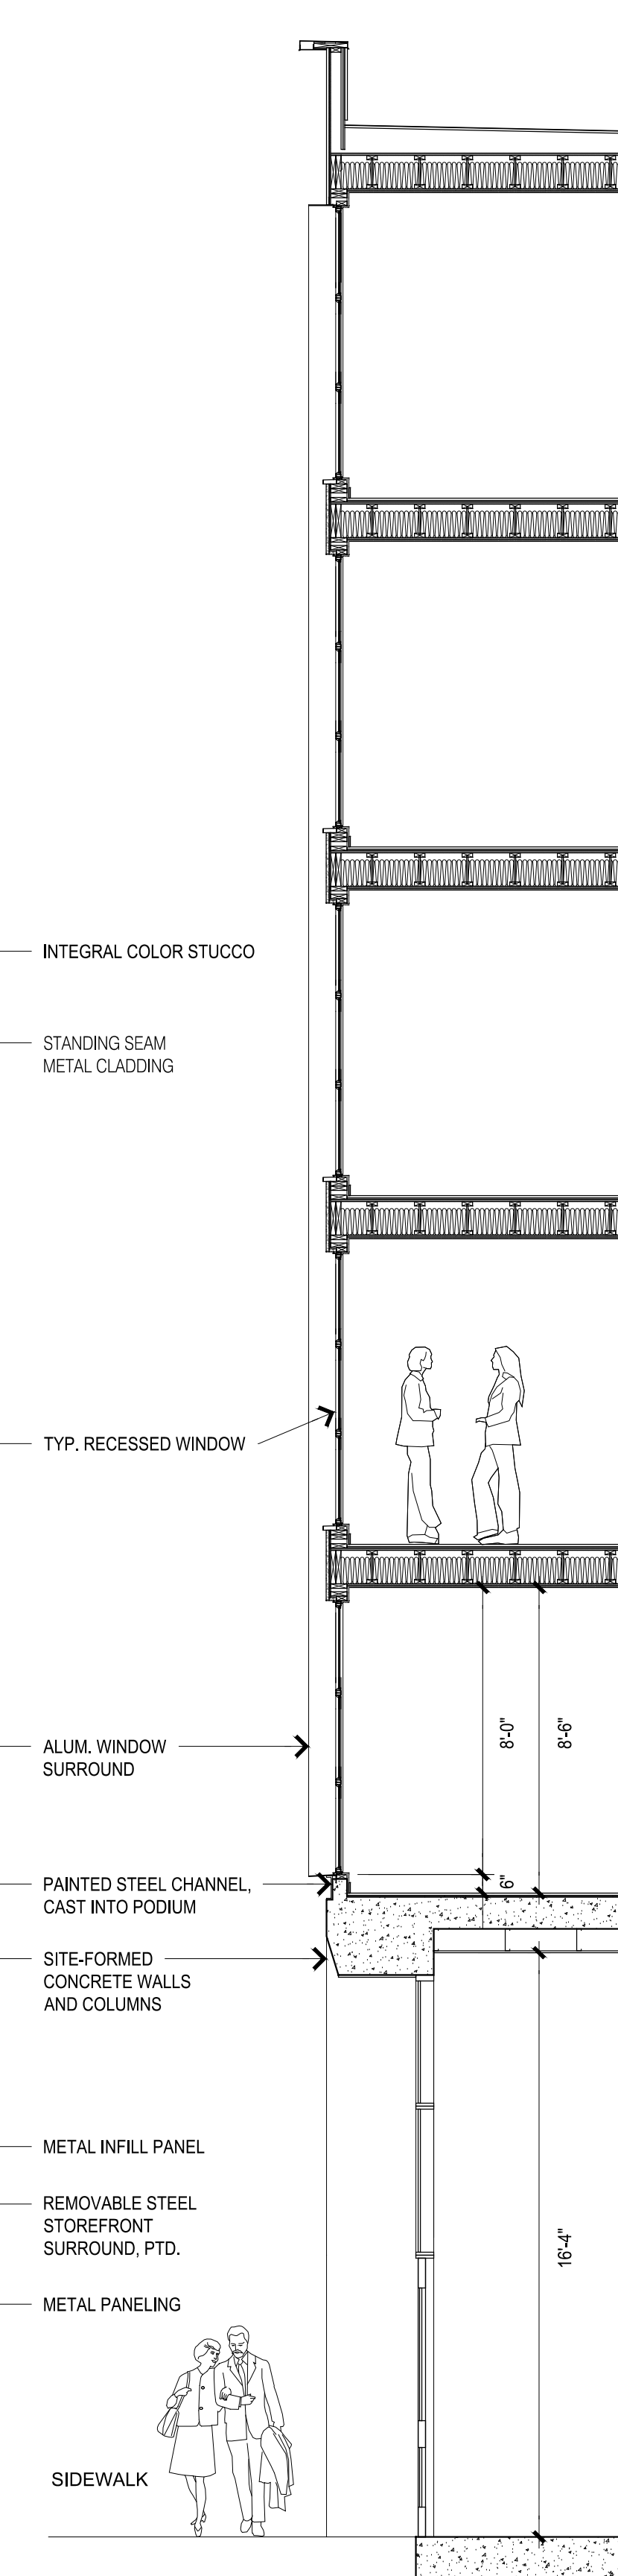 INTEGRAL COLOR STUCCO
STANDING SEAM
METAL CLADDING
TYP. RECESSED WINDOW
8'-0"
8'-6"
ALUM. WINDOW
SURROUND
6"
PAINTED STEEL CHANNEL,
CAST INTO PODIUM
SITE-FORMED
CONCRETE WALLS
AND COLUMNS
METAL INFILL PANEL
REMOVABLE STEEL
STOREFRONT
SURROUND, PTD.
16'-4"
METAL PANELING
SIDEWALK